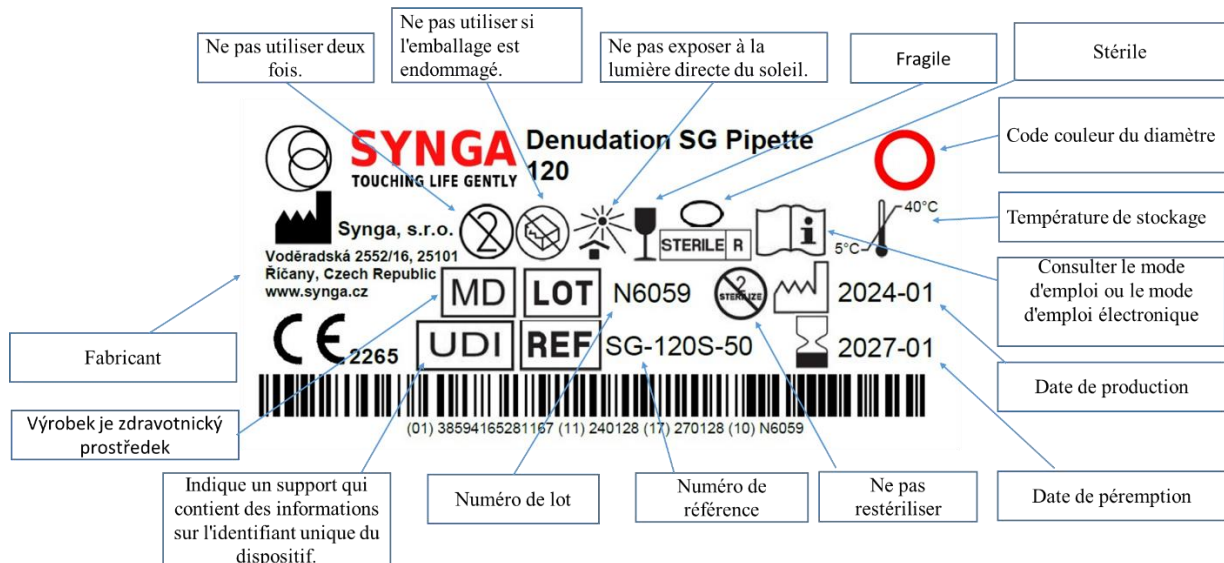 Ne pas utiliser deux
fois.
Ne pas utiliser si
l'emballage est
endommagé.
Ne pas exposer à la
lumière directe du soleil.
Fragile
Stérile
SYNGA
TOUCHING LIFE GENTLY
Denudation SG Pipette
120
Code couleur du diamètre
Synga, s.r.o.
Voděradská 2552/16, 25101
Říčany, Czech Republic
www.synga.cz
2
STERILE R
i
40°C
5°C
Température de stockage
Consulter le mode
d'emploi ou le mode
d'emploi électronique
MD
LOT
N6059
2
STERILIZE
2024-01
CE 2265
UDI
REF
SG-120S-50
2027-01
Fabricant
Date de production
(01) 38594165281167 (11) 240128 (17) 270128 (10) N6059
Výrobek je zdravotnický
prostředek
Indique un support qui
contient des informations
sur l'identifiant unique du
dispositif.
Numéro de lot
Numéro de
référence
Ne pas
restériliser
Date de péremption